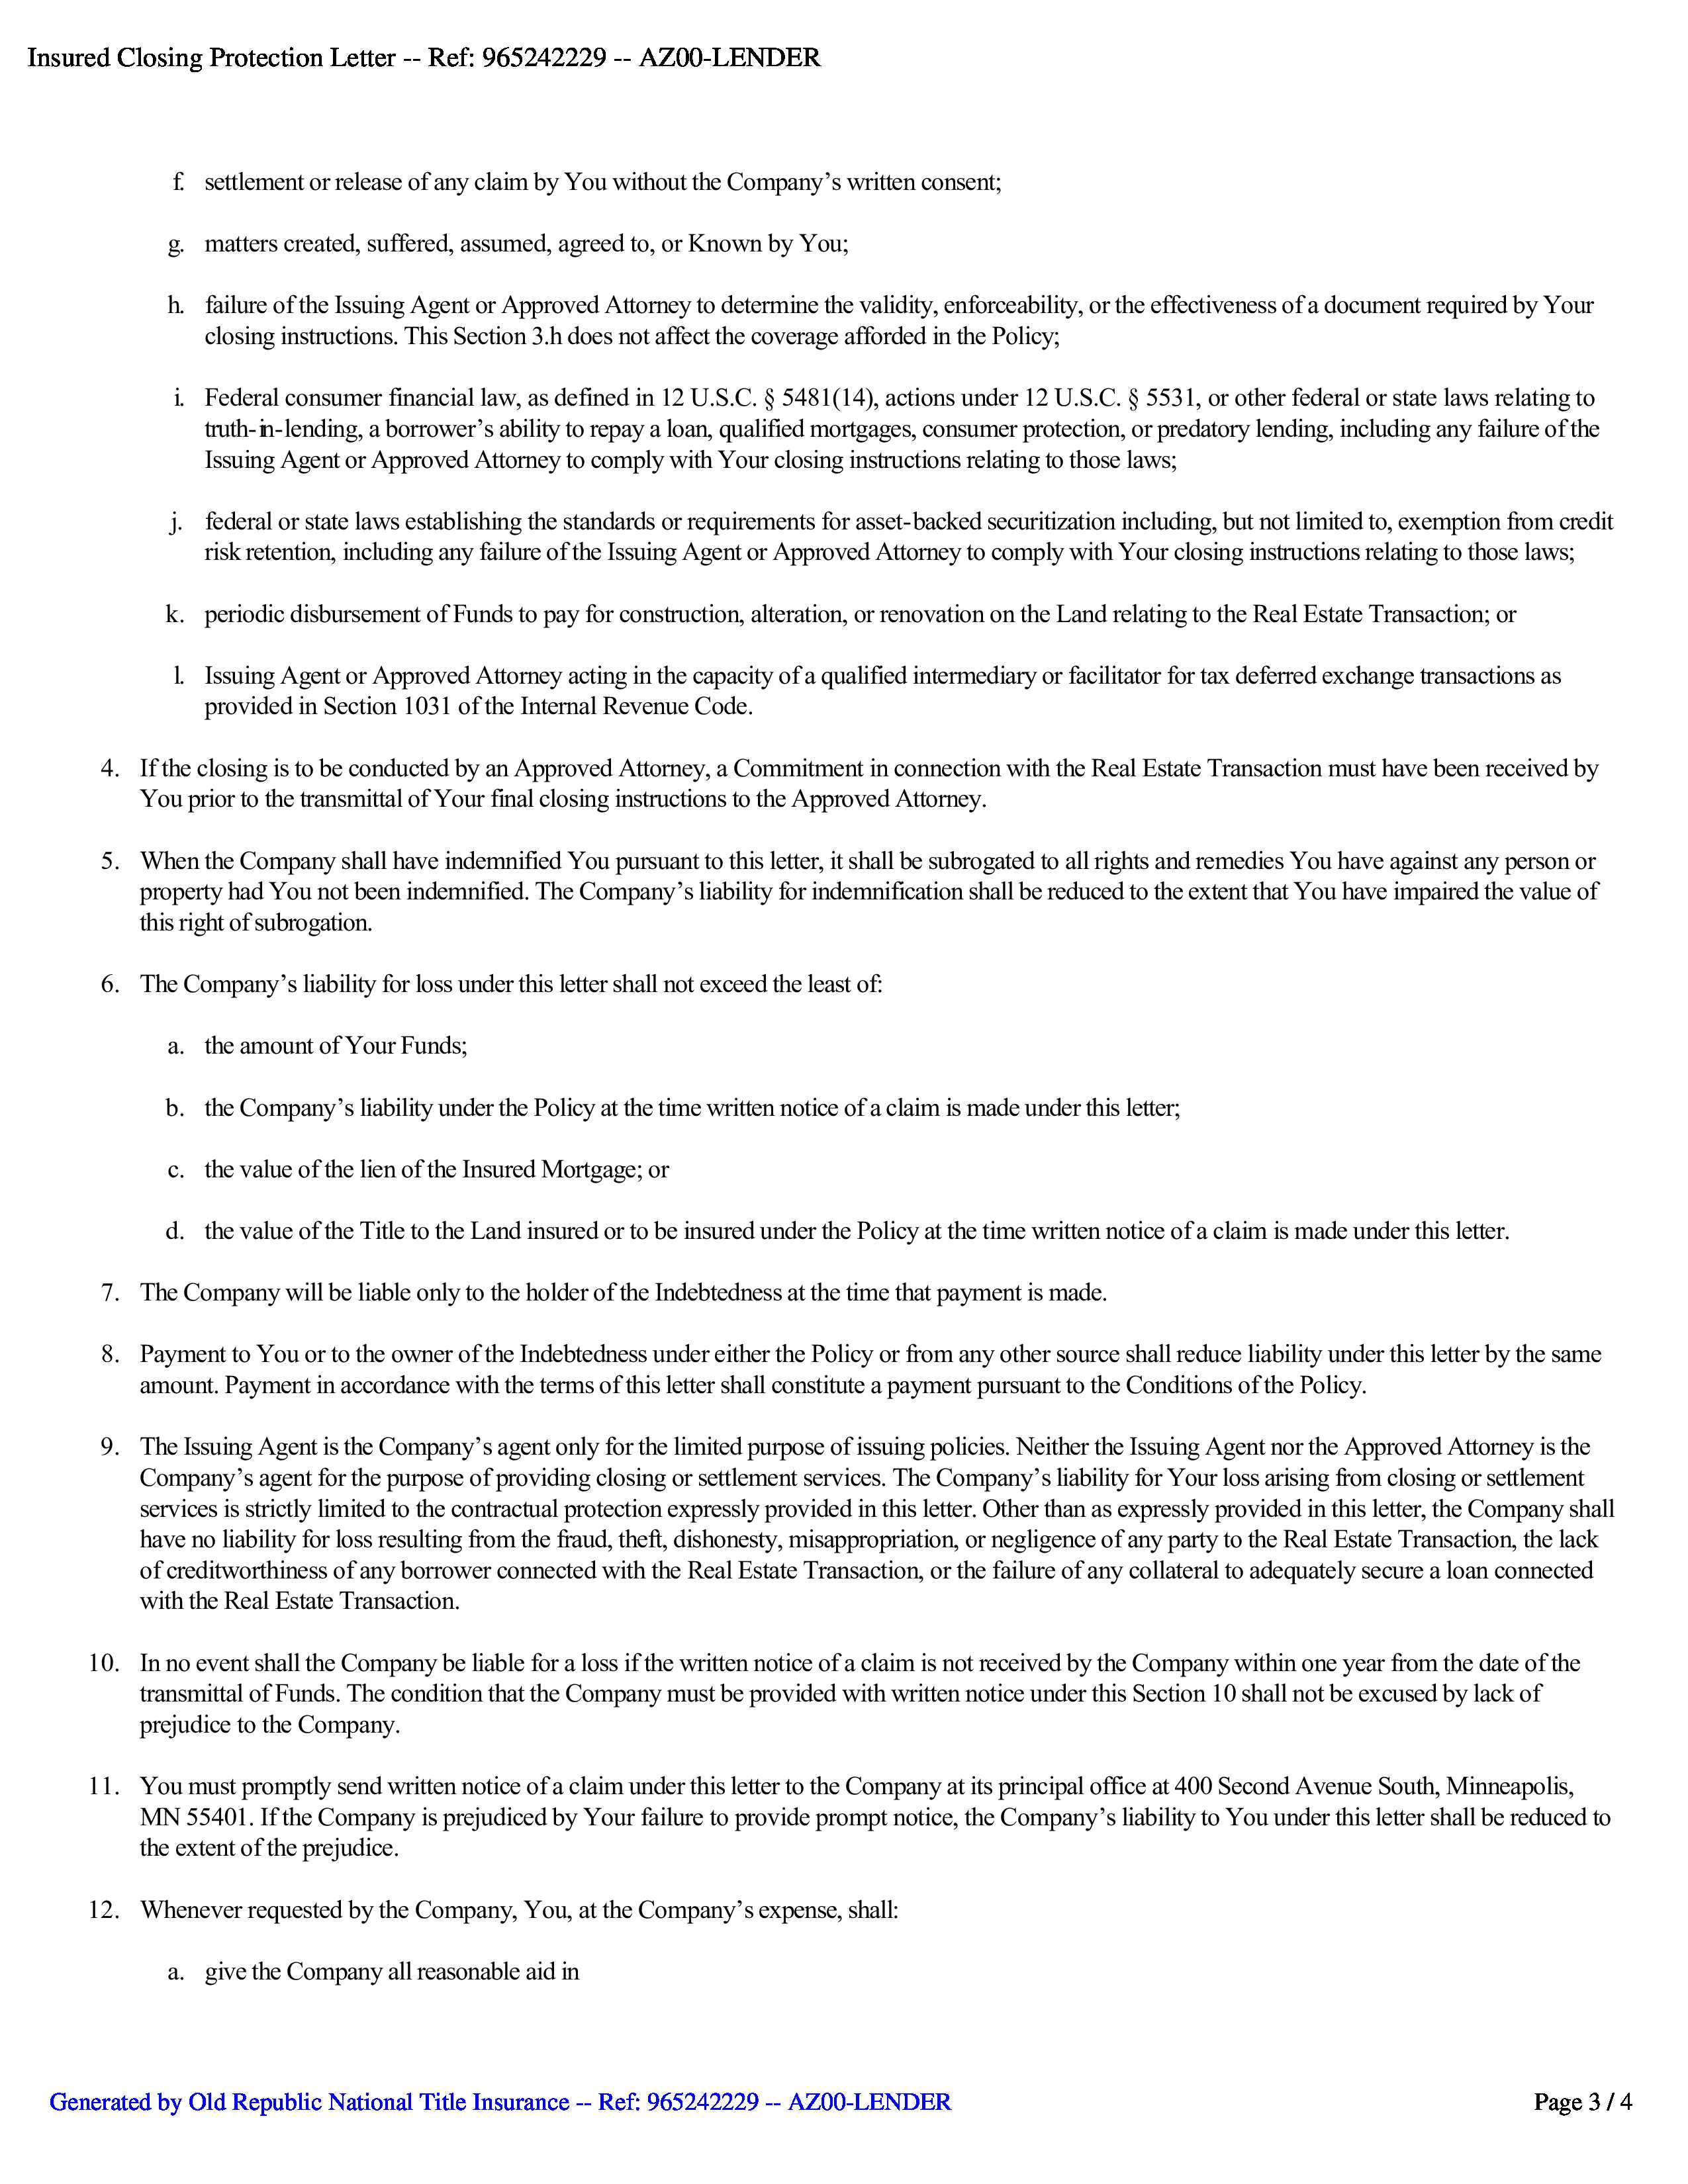 Insured Closing Protection Letter -- Ref: 965242229 -- AZ00-LENDER
f. settlement or release of any claim by You without the Company’s written consent;
g. matters created, suffered, assumed, agreed to, or Known by You;
h. failure of the Issuing Agent or Approved Attorney to determine the validity, enforceability, or the effectiveness of a document required by Your
closing instructions. This Section 3.h does not affect the coverage afforded in the Policy;
i. Federal consumer financial law, as defined in 12 U.S.C. § 5481(14), actions under 12 U.S.C. § 5531, or other federal or state laws relating to
truth-in-lending, a borrower’s ability to repay a loan, qualified mortgages, consumer protection, or predatory lending, including any failure of the
Issuing Agent or Approved Attorney to comply with Your closing instructions relating to those laws;
j. federal or state laws establishing the standards or requirements for asset-backed securitization including, but not limited to, exemption from credit
risk retention, including any failure of the Issuing Agent or Approved Attorney to comply with Your closing instructions relating to those laws;
k. periodic disbursement of Funds to pay for construction, alteration, or renovation on the Land relating to the Real Estate Transaction; or
l. Issuing Agent or Approved Attorney acting in the capacity of a qualified intermediary or facilitator for tax deferred exchange transactions as
provided in Section 1031 of the Internal Revenue Code.
4. If the closing is to be conducted by an Approved Attorney, a Commitment in connection with the Real Estate Transaction must have been received by
You prior to the transmittal of Your final closing instructions to the Approved Attorney.
5. When the Company shall have indemnified You pursuant to this letter, it shall be subrogated to all rights and remedies You have against any person or
property had You not been indemnified. The Company’s liability for indemnification shall be reduced to the extent that You have impaired the value of
this right of subrogation.
6. The Company’s liability for loss under this letter shall not exceed the least of:
a. the amount of Your Funds;
b. the Company’s liability under the Policy at the time written notice of a claim is made under this letter;
c. the value of the lien of the Insured Mortgage; or
d. the value of the Title to the Land insured or to be insured under the Policy at the time written notice of a claim is made under this letter.
7. The Company will be liable only to the holder of the Indebtedness at the time that payment is made.
8. Payment to You or to the owner of the Indebtedness under either the Policy or from any other source shall reduce liability under this letter by the same
amount. Payment in accordance with the terms of this letter shall constitute a payment pursuant to the Conditions of the Policy.
9. The Issuing Agent is the Company’s agent only for the limited purpose of issuing policies. Neither the Issuing Agent nor the Approved Attorney is the
Company’s agent for the purpose of providing closing or settlement services. The Company’s liability for Your loss arising from closing or settlement
services is strictly limited to the contractual protection expressly provided in this letter. Other than as expressly provided in this letter, the Company shall
have no liability for loss resulting from the fraud, theft, dishonesty, misappropriation, or negligence of any party to the Real Estate Transaction, the lack
of creditworthiness of any borrower connected with the Real Estate Transaction, or the failure of any collateral to adequately secure a loan connected
with the Real Estate Transaction.
10. In no event shall the Company be liable for a loss if the written notice of a claim is not received by the Company within one year from the date of the
transmittal of Funds. The condition that the Company must be provided with written notice under this Section 10 shall not be excused by lack of
prejudice to the Company.
11. You must promptly send written notice of a claim under this letter to the Company at its principal office at 400 Second Avenue South, Minneapolis,
MN 55401. If the Company is prejudiced by Your failure to provide prompt notice, the Company’s liability to You under this letter shall be reduced to
the extent of the prejudice.
12. Whenever requested by the Company, You, at the Company’s expense, shall:
a. give the Company all reasonable aid in
Generated by Old Republic National Title Insurance -- Ref: 965242229 -- AZ00-LENDER
Page 3 / 4